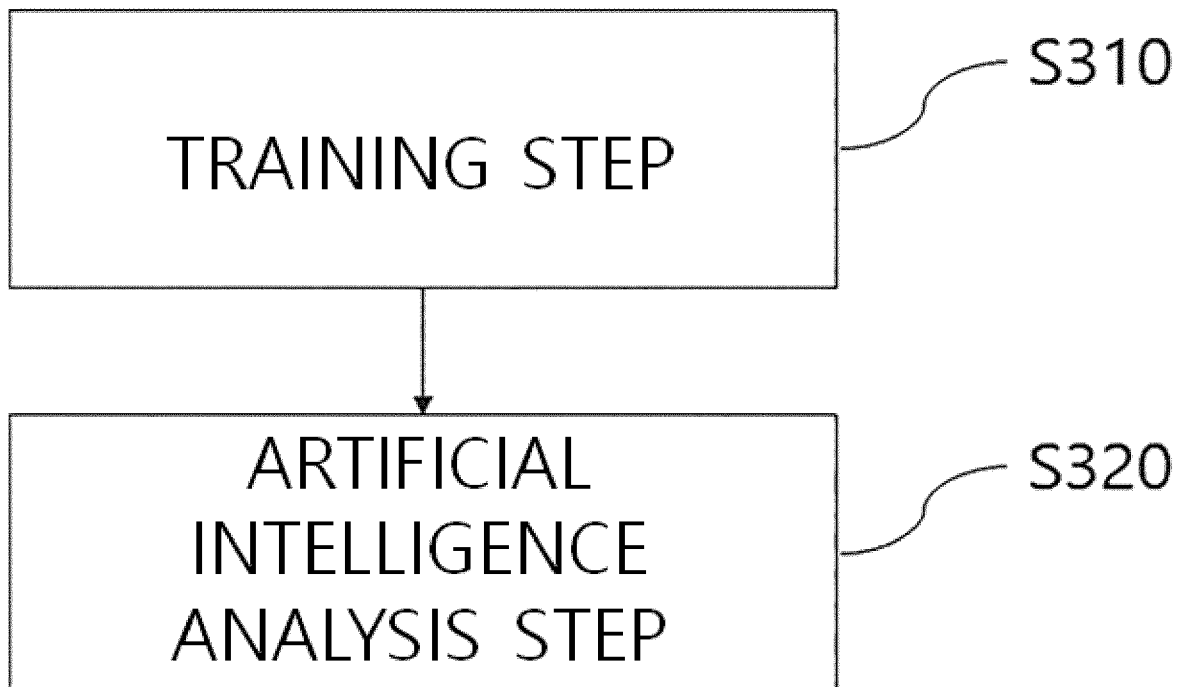 S310
TRAINING STEP
ARTIFICIAL
S320
INTELLIGENCE
ANALYSIS STEP